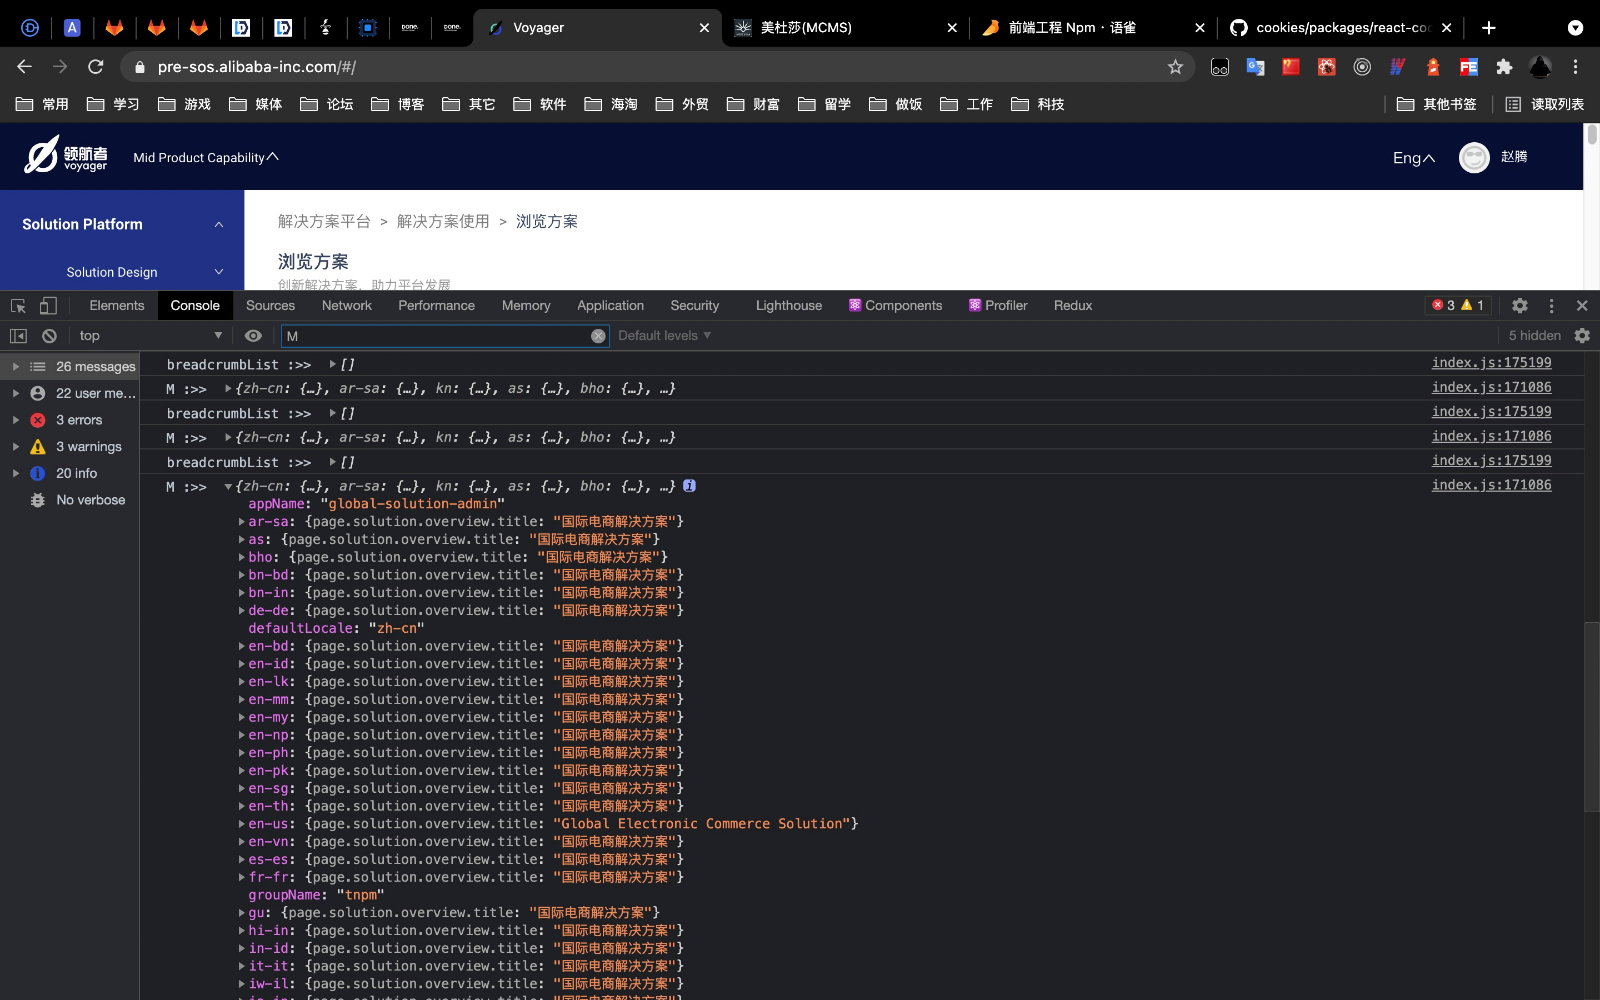 Voyager
美杜莎(MCMS)
前端工程 Npm · 语雀
cookies/packages/react-coo
pre-sos.alibaba-inc.com/#/
常用 学习 游戏 媒体 论坛 博客 其它 软件 海淘 外贸 财富 留学 做饭 工作 科技 其他书签 读取列表
领航者
voyager
Mid Product Capability
Eng
赵腾
Solution Platform
Solution Design
解决方案平台 > 解决方案使用 > 浏览方案
浏览方案
创新解决方案，助力平台发展
Elements Console Sources Network Performance Memory Application Security Lighthouse Components Profiler Redux 3 1
top M Default levels 5 hidden
26 messages
22 user me...
3 errors
3 warnings
20 info
No verbose
breadcrumbList :>> [] index.js:175199
M :>> {zh-cn: {…}, ar-sa: {…}, kn: {…}, as: {…}, bho: {…}, …} index.js:171086
breadcrumbList :>> [] index.js:175199
M :>> {zh-cn: {…}, ar-sa: {…}, kn: {…}, as: {…}, bho: {…}, …} index.js:171086
breadcrumbList :>> [] index.js:175199
M :>> {zh-cn: {…}, ar-sa: {…}, kn: {…}, as: {…}, bho: {…}, …} i index.js:171086
appName: "global-solution-admin"
ar-sa: {page.solution.overview.title: "国际电商解决方案"}
as: {page.solution.overview.title: "国际电商解决方案"}
bho: {page.solution.overview.title: "国际电商解决方案"}
bn-bd: {page.solution.overview.title: "国际电商解决方案"}
bn-in: {page.solution.overview.title: "国际电商解决方案"}
de-de: {page.solution.overview.title: "国际电商解决方案"}
defaultLocale: "zh-cn"
en-bd: {page.solution.overview.title: "国际电商解决方案"}
en-id: {page.solution.overview.title: "国际电商解决方案"}
en-lk: {page.solution.overview.title: "国际电商解决方案"}
en-mm: {page.solution.overview.title: "国际电商解决方案"}
en-my: {page.solution.overview.title: "国际电商解决方案"}
en-np: {page.solution.overview.title: "国际电商解决方案"}
en-ph: {page.solution.overview.title: "国际电商解决方案"}
en-pk: {page.solution.overview.title: "国际电商解决方案"}
en-sg: {page.solution.overview.title: "国际电商解决方案"}
en-th: {page.solution.overview.title: "国际电商解决方案"}
en-us: {page.solution.overview.title: "Global Electronic Commerce Solution"}
en-vn: {page.solution.overview.title: "国际电商解决方案"}
es-es: {page.solution.overview.title: "国际电商解决方案"}
fr-fr: {page.solution.overview.title: "国际电商解决方案"}
groupName: "tnpm"
gu: {page.solution.overview.title: "国际电商解决方案"}
hi-in: {page.solution.overview.title: "国际电商解决方案"}
in-id: {page.solution.overview.title: "国际电商解决方案"}
it-it: {page.solution.overview.title: "国际电商解决方案"}
iw-il: {page.solution.overview.title: "国际电商解决方案"}